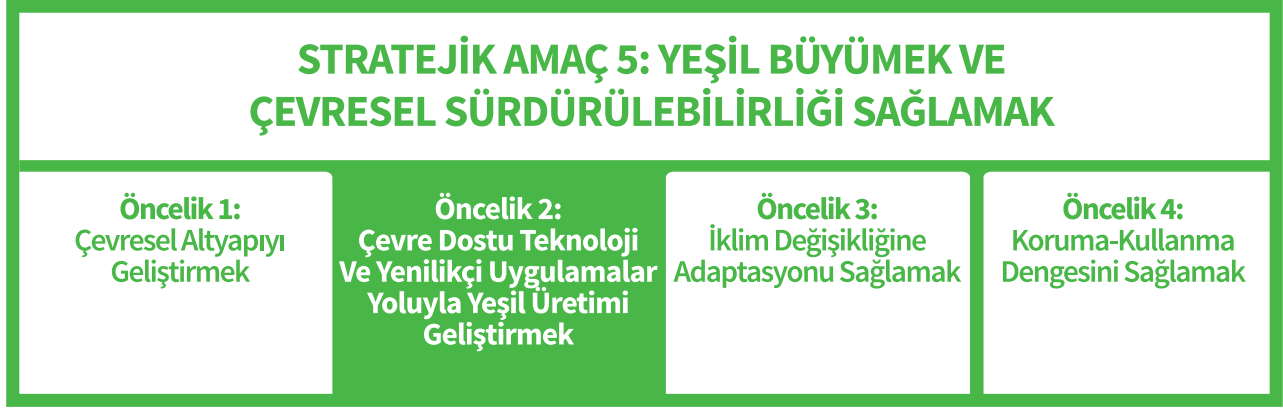 STRATEJİK AMAÇ 5: YEŞİL BÜYÜMEK VE
ÇEVRESEL SÜRDÜRÜLEBİLİRLİĞİ SAĞLAMAK
Öncelik 1:
Çevresel Altyapıyı
Geliştirmek
Öncelik 2:
Çevre Dostu Teknoloji
Ve Yenilikçi Uygulamalar
Yoluyla Yeşil Üretimi
Geliştirmek
Öncelik 3:
İklim Değişikliğine
Adaptasyonu Sağlamak
Öncelik 4:
Koruma-Kullanma
Dengesini Sağlamak